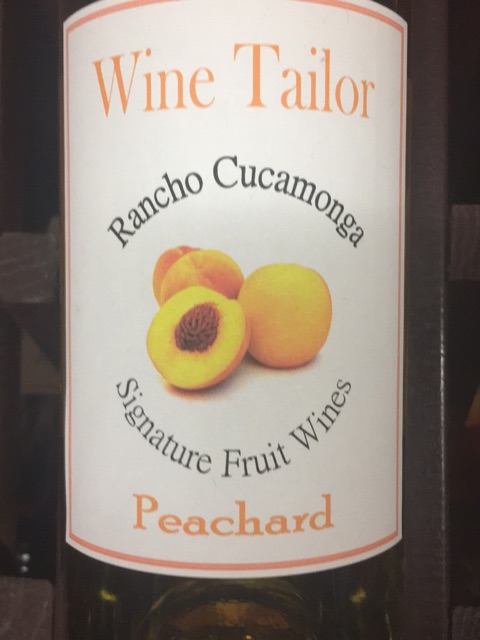 Wine Tailor
Rancho Cucamonga
Signature Fruit Wines
Peachard